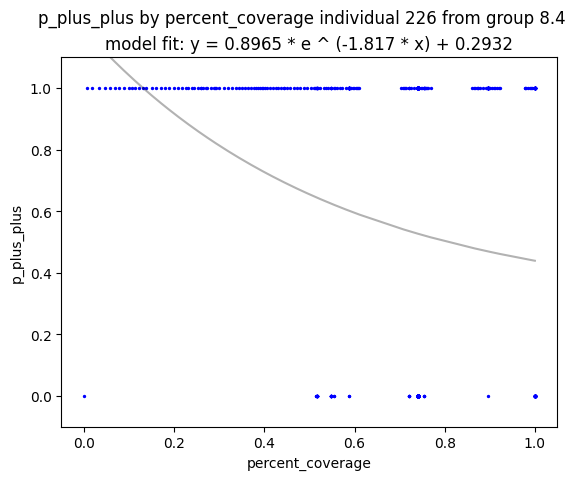 p_plus_plus by percent_coverage individual 226 from group 8.4
model fit: y = 0.8965 * e ^ (-1.817 * x) + 0.2932
1.0
0.8
0.6
0.4
0.2
0.0
p_plus_plus
0.0 0.2 0.4 0.6 0.8 1.0
percent_coverage